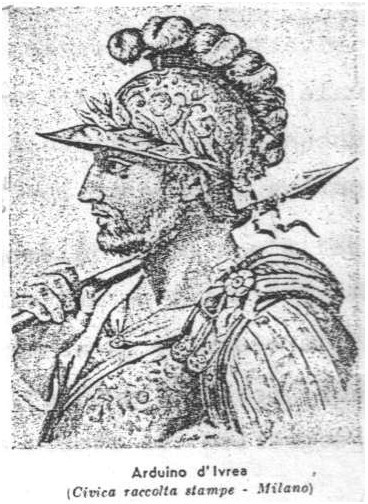 Arduino d'Ivrea
(Civica raccolta stampe - Milano)